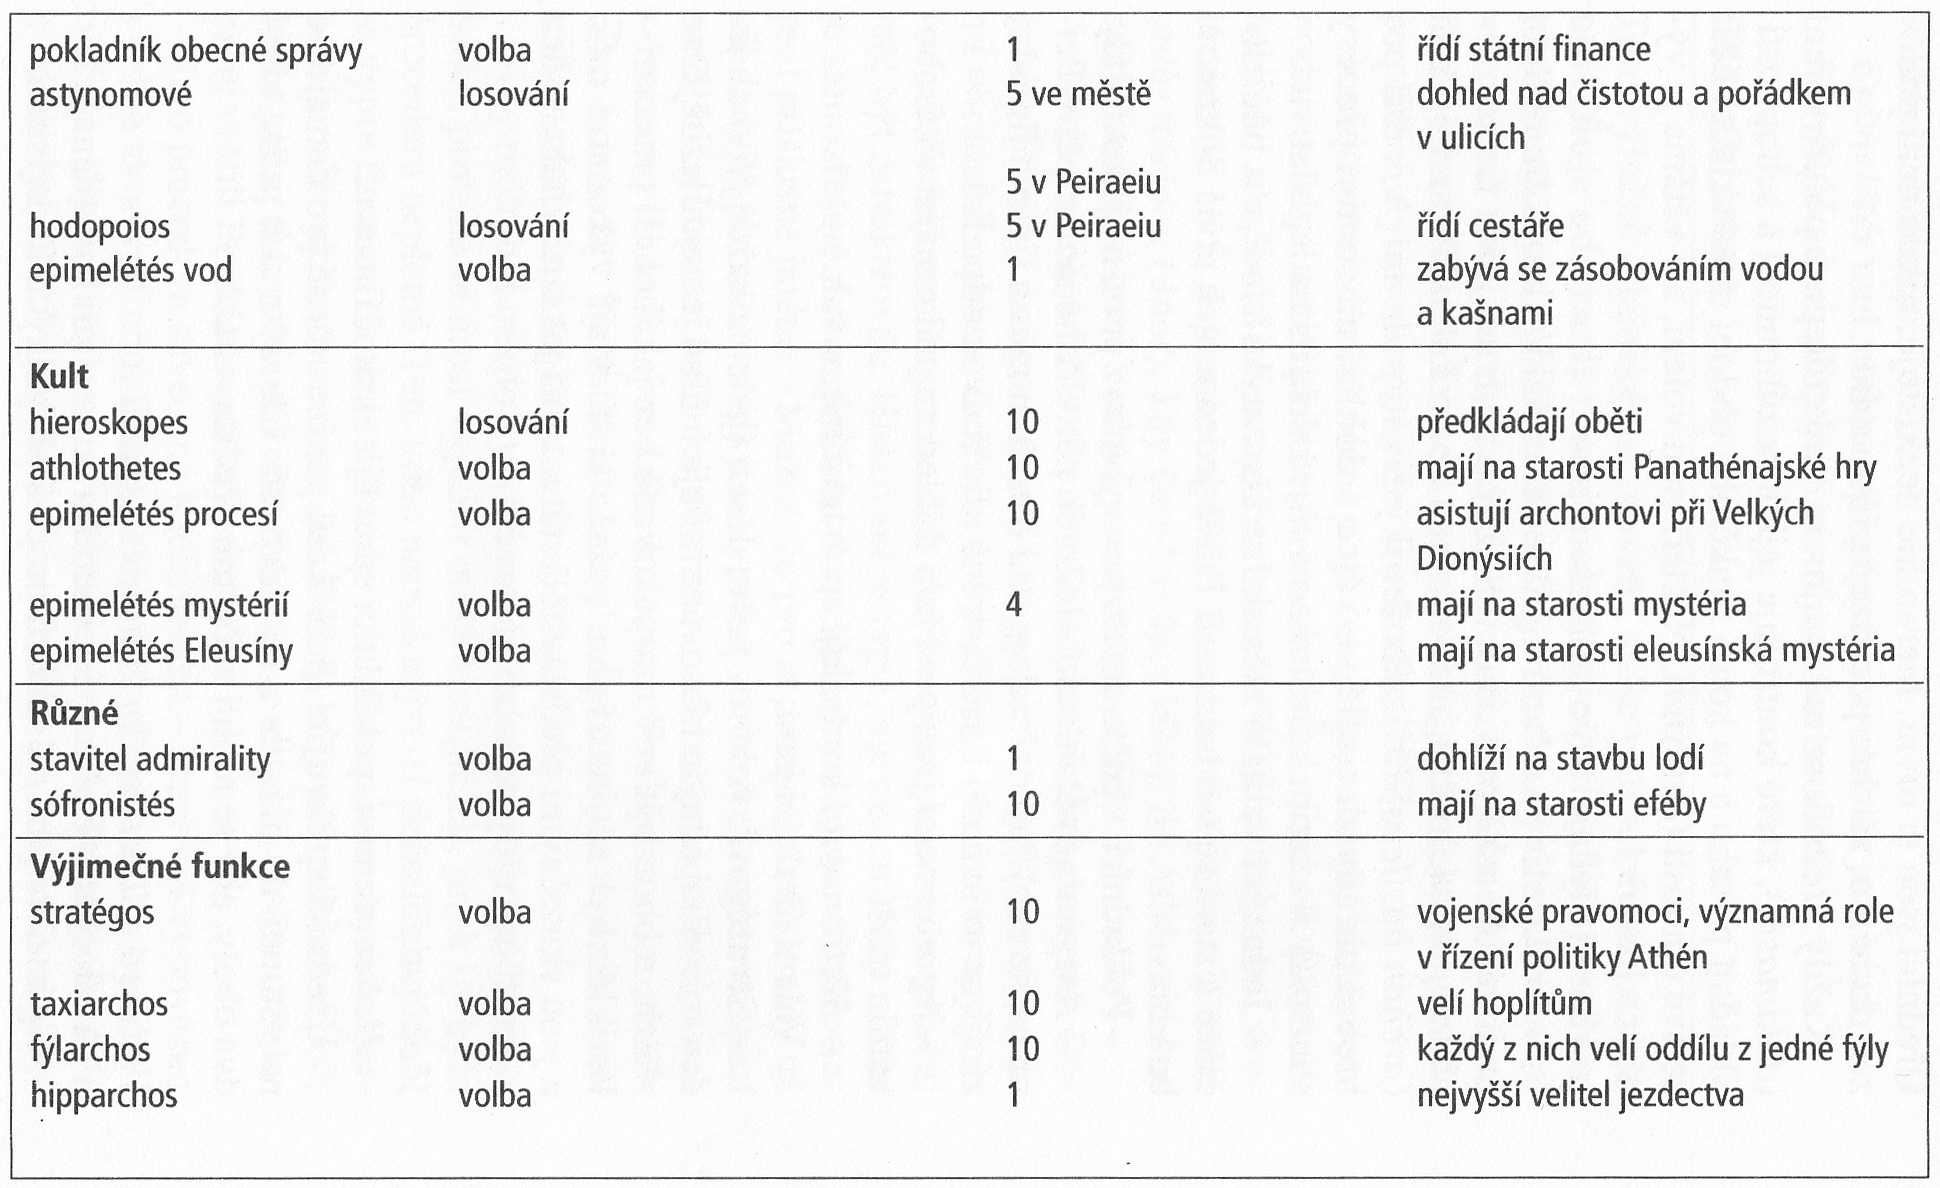 pokladník obecné správy volba 1 řídí státní finance
astynomové losování 5 ve městě dohled nad čistotou a pořádkem
v ulicích
5 v Peiraeiu
hodopoios losování 5 v Peiraeiu řídí cestáře
epimelétés vod volba 1 zabývá se zásobováním vodou
a kašnami
Kult
hieroskopes losování 10 předkládají oběti
athlothetes volba 10 mají na starosti Panathénajské hry
epimelétés procesí volba 10 asistují archontovi při Velkých
Dionýsiích
epimelétés mystérií volba 4 mají na starosti mystéria
epimelétés Eleusíny volba mají na starosti eleusínská mystéria
Různé
stavitel admirality volba 1 dohlíží na stavbu lodí
sófronistés volba 10 mají na starosti eféby
Výjimečné funkce
stratégos volba 10 vojenské pravomoci, významná role
v řízení politiky Athén
taxiarchos volba 10 velí hoplítům
fýlarchos volba 10 každý z nich velí oddílu z jedné fýly
hipparchos volba 1 nejvyšší velitel jezdectva